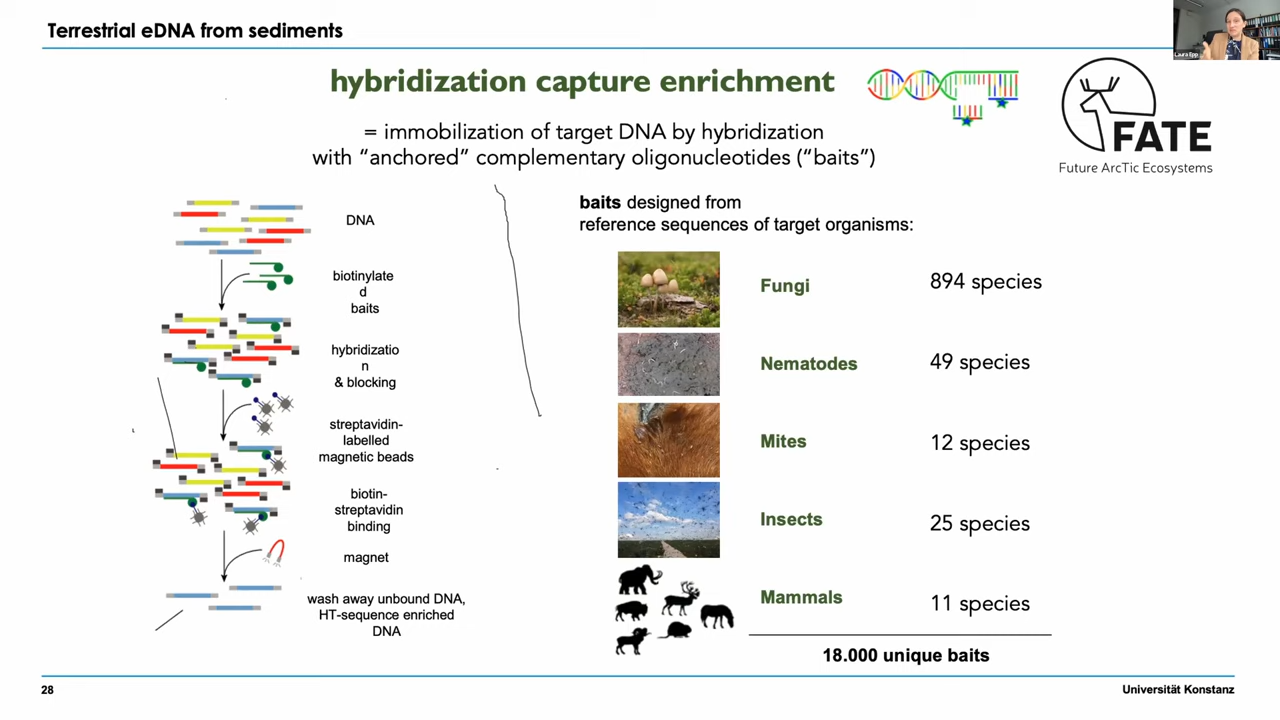 Terrestrial eDNA from sediments
Laura Epp
hybridization capture enrichment
= immobilization of target DNA by hybridization
with “anchored” complementary oligonucleotides (“baits”)
FATE
Future ArcTic Ecosystems
DNA
biotinylate
d
baits
hybridizatio
n
& blocking
streptavidin-
labelled
magnetic beads
biotin-
streptavidin
binding
magnet
wash away unbound DNA,
HT-sequence enriched
DNA
baits designed from
reference sequences of target organisms:
Fungi 894 species
Nematodes 49 species
Mites 12 species
Insects 25 species
Mammals 11 species
18.000 unique baits
28
Universität Konstanz